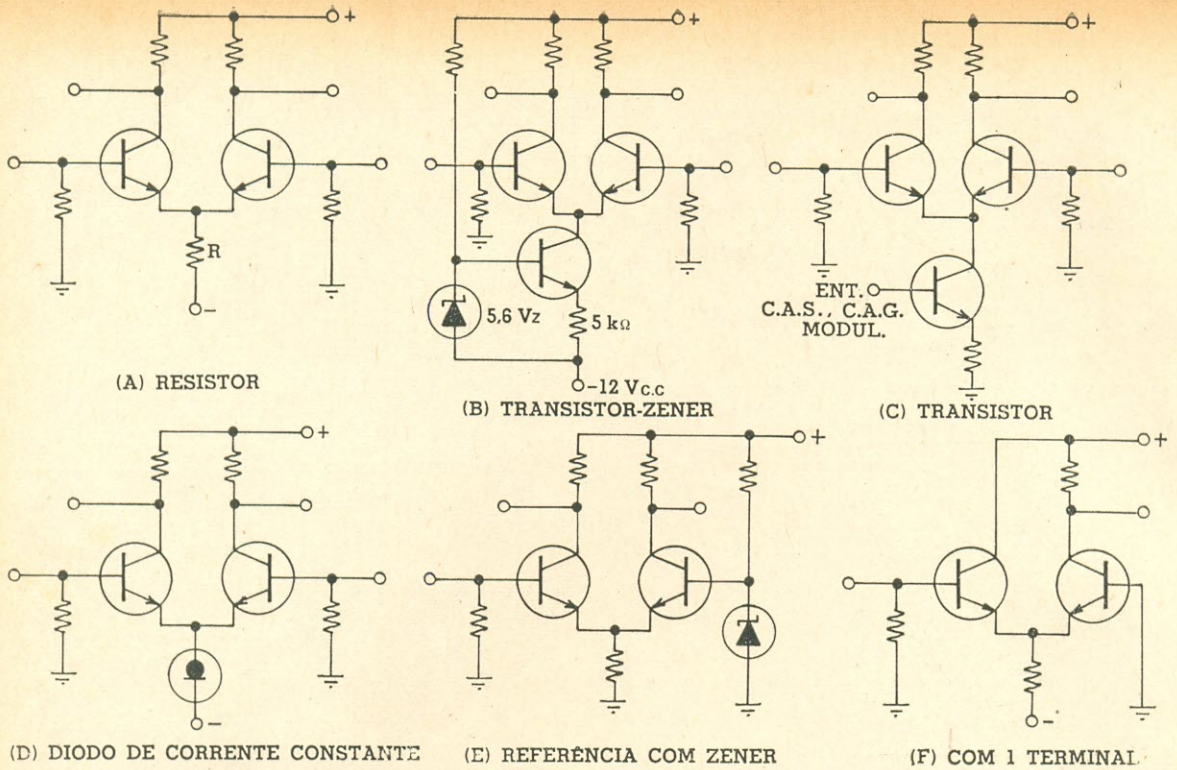 +
+
+
R
−
5,6 Vz
5 kΩ
−12 Vc.c
ENT.
C.A.S., C.A.G.
MODUL.
(A) RESISTOR
(B) TRANSISTOR-ZENER
(C) TRANSISTOR
+
+
+
−
−
(D) DIODO DE CORRENTE CONSTANTE
(E) REFERÊNCIA COM ZENER
(F) COM 1 TERMINAL